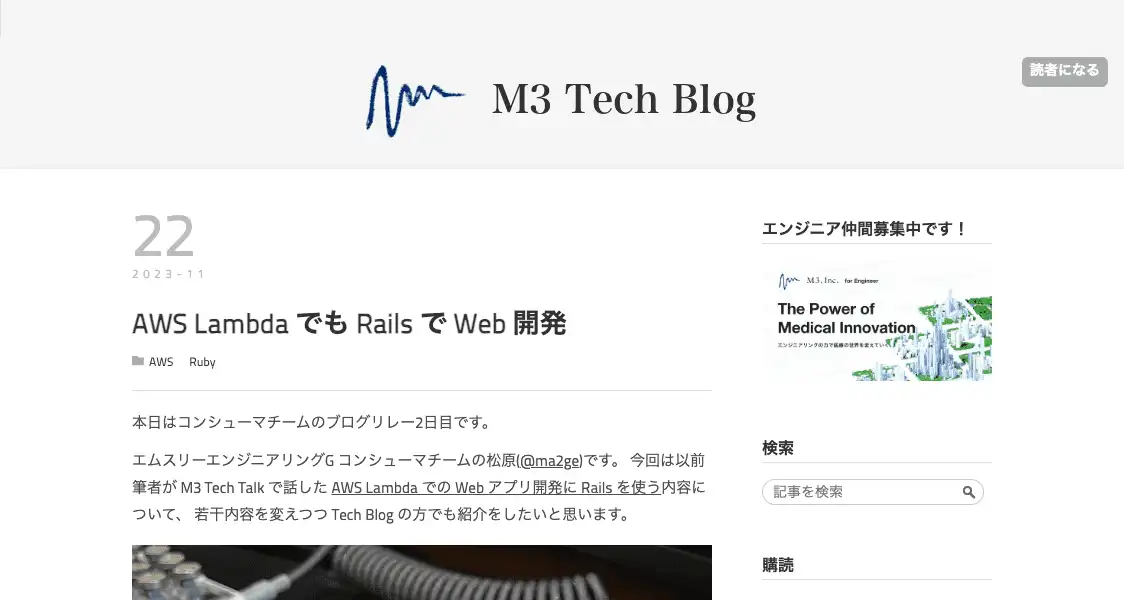 M3 Tech Blog
読者になる
22
2023-11
AWS Lambda でも Rails で Web 開発
AWS Ruby
本日はコンシューマチームのブログリレー2日目です。
エムスリーエンジニアリングG コンシューマチームの松原(@ma2ge)です。 今回は以前
筆者が M3 Tech Talk で話した AWS Lambda での Web アプリ開発に Rails を使う内容に
ついて、 若干内容を変えつつ Tech Blog の方でも紹介をしたいと思います。
エンジニア仲間募集中です！
M3, Inc. for Engineer
The Power of
Medical Innovation
エンジニアリングの力で医療の世界を変えていく
検索
記事を検索
購読